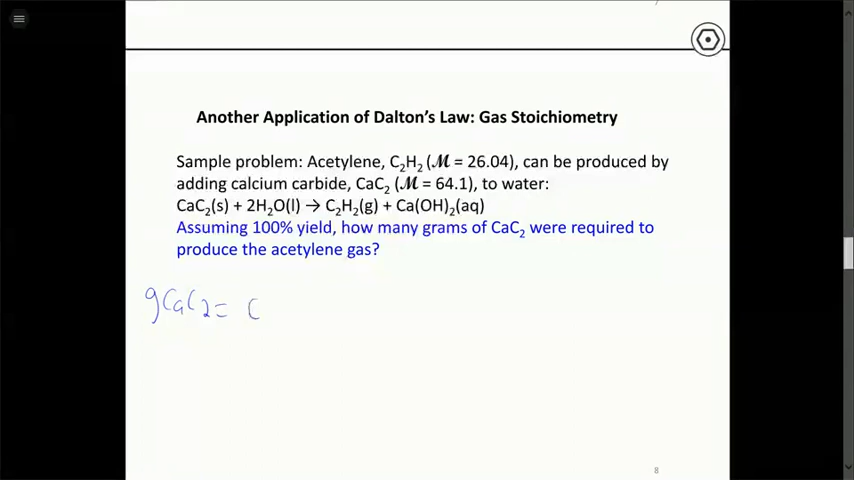 Another Application of Dalton's Law: Gas Stoichiometry
Sample problem: Acetylene, C₂H₂ (ℳ = 26.04), can be produced by
adding calcium carbide, CaC₂ (ℳ = 64.1), to water:
CaC₂(s) + 2H₂O(l) → C₂H₂(g) + Ca(OH)₂(aq)
Assuming 100% yield, how many grams of CaC₂ were required to
produce the acetylene gas?
gCaC₂ = (
8